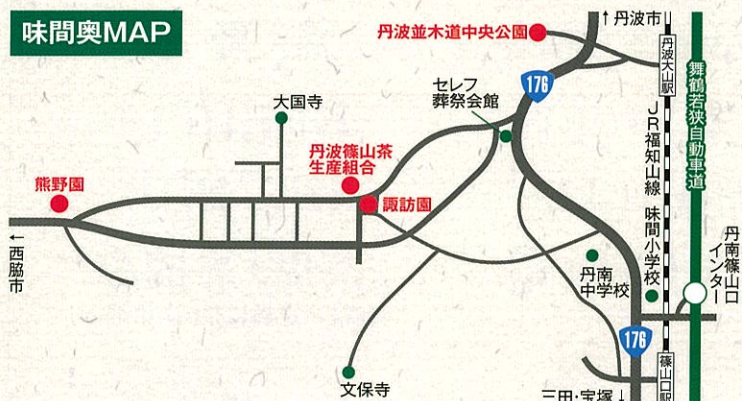 味間奥MAP
丹波並木道中央公園
↑丹波市
176
丹波大山駅
舞鶴若狭自動車道
セレフ
葬祭会館
大国寺
JR福知山線
丹波篠山茶
生産組合
熊野園
諏訪園
味間小学校
丹南篠山口
インター
←西脇市
丹南
中学校
176
文保寺
三田・宝塚↓
篠山口駅